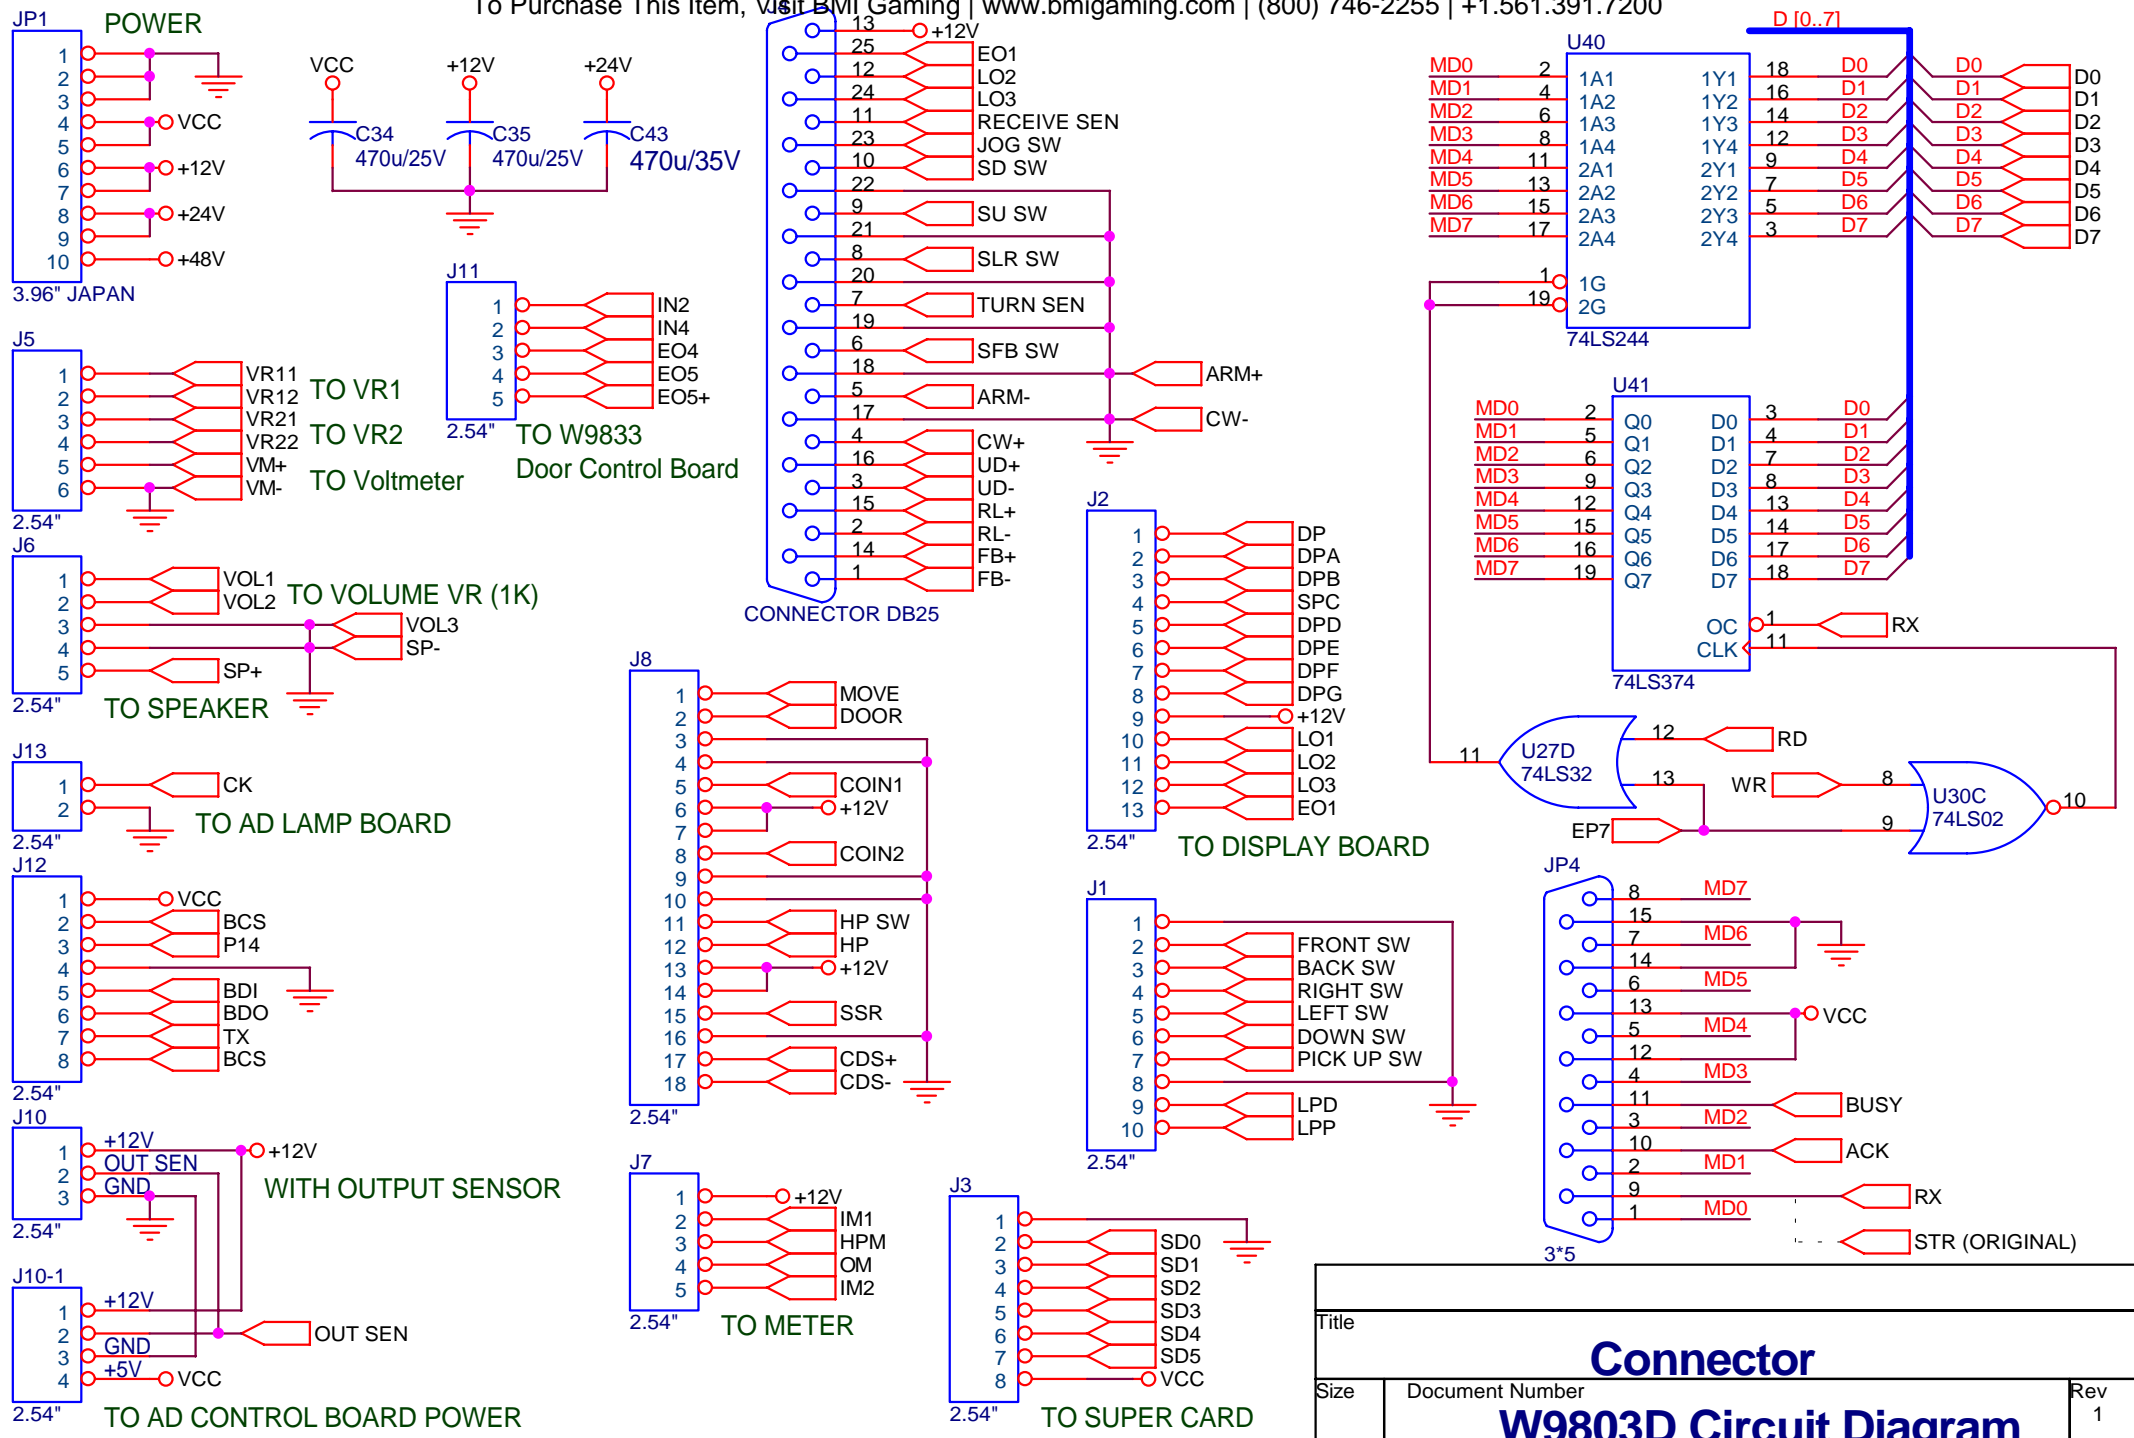 To Purchase This Item, Visit BMI Gaming | www.bmigaming.com | (800) 746-2255 | +1.561.391.7200
JP1
POWER
1
2
3
4 VCC
5
6 +12V
7
8 +24V
9
10 +48V
3.96" JAPAN
VCC +12V +24V
C34 C35 C43
470u/25V 470u/25V 470u/35V
J5
1 VR11
2 VR12
3 VR21
4 VR22
5 VM+
6 VM-
2.54"
TO VR1
TO VR2
TO Voltmeter
J11
1 IN2
2 IN4
3 EO4
4 EO5
5 EO5+
2.54"
TO W9833
Door Control Board
J6
1 VOL1
2 VOL2
3 VOL3
4 SP-
5 SP+
2.54"
TO VOLUME VR (1K)
TO SPEAKER
J13
1 CK
2
2.54"
TO AD LAMP BOARD
J12
1 VCC
2 BCS
3 P14
4
5 BDI
6 BDO
7 TX
8 BCS
2.54"
J10
1 +12V +12V
2 OUT SEN
3 GND
2.54"
WITH OUTPUT SENSOR
J10-1
1 +12V
2 OUT SEN
3 GND
4 +5V VCC
2.54"
TO AD CONTROL BOARD POWER
13 +12V
25 EO1
12 LO2
24 LO3
11 RECEIVE SEN
23 JOG SW
10 SD SW
22
9 SU SW
21
8 SLR SW
20
7 TURN SEN
19
6 SFB SW
18 ARM+
5 ARM-
17 CW-
4 CW+
16 UD+
3 UD-
15 RL+
2 RL-
14 FB+
1 FB-
CONNECTOR DB25
J8
1 MOVE
2 DOOR
3
4
5 COIN1
6 +12V
7
8 COIN2
9
10
11 HP SW
12 HP
13 +12V
14
15 SSR
16
17 CDS+
18 CDS-
2.54"
J7
1 +12V
2 IM1
3 HPM
4 OM
5 IM2
2.54"
TO METER
J2
1 DP
2 DPA
3 DPB
4 SPC
5 DPD
6 DPE
7 DPF
8 DPG
9 +12V
10 LO1
11 LO2
12 LO3
13 EO1
2.54"
TO DISPLAY BOARD
J1
1
2 FRONT SW
3 BACK SW
4 RIGHT SW
5 LEFT SW
6 DOWN SW
7 PICK UP SW
8
9 LPD
10 LPP
2.54"
J3
1
2 SD0
3 SD1
4 SD2
5 SD3
6 SD4
7 SD5
8 VCC
2.54"
TO SUPER CARD
D [0..7]
U40
MD0 2 1A1 1Y1 18 D0 D0 D0
MD1 4 1A2 1Y2 16 D1 D1 D1
MD2 6 1A3 1Y3 14 D2 D2 D2
MD3 8 1A4 1Y4 12 D3 D3 D3
MD4 11 2A1 2Y1 9 D4 D4 D4
MD5 13 2A2 2Y2 7 D5 D5 D5
MD6 15 2A3 2Y3 5 D6 D6 D6
MD7 17 2A4 2Y4 3 D7 D7 D7
1 1G
19 2G
74LS244
U41
MD0 2 Q0 D0 3 D0
MD1 5 Q1 D1 4 D1
MD2 6 Q2 D2 7 D2
MD3 9 Q3 D3 8 D3
MD4 12 Q4 D4 13 D4
MD5 15 Q5 D5 14 D5
MD6 16 Q6 D6 17 D6
MD7 19 Q7 D7 18 D7
OC 1 RX
CLK 11
74LS374
11 U27D 12 RD
74LS32 13
WR 8 U30C 10
EP7 9 74LS02
JP4
8 MD7
15
7 MD6
14
6 MD5
13 VCC
5 MD4
12
4 MD3
11 BUSY
3 MD2
10 ACK
2 MD1
9 RX
1 MD0
STR (ORIGINAL)
3*5
Title
Connector
Size Document Number Rev
W9803D Circuit Diagram 1